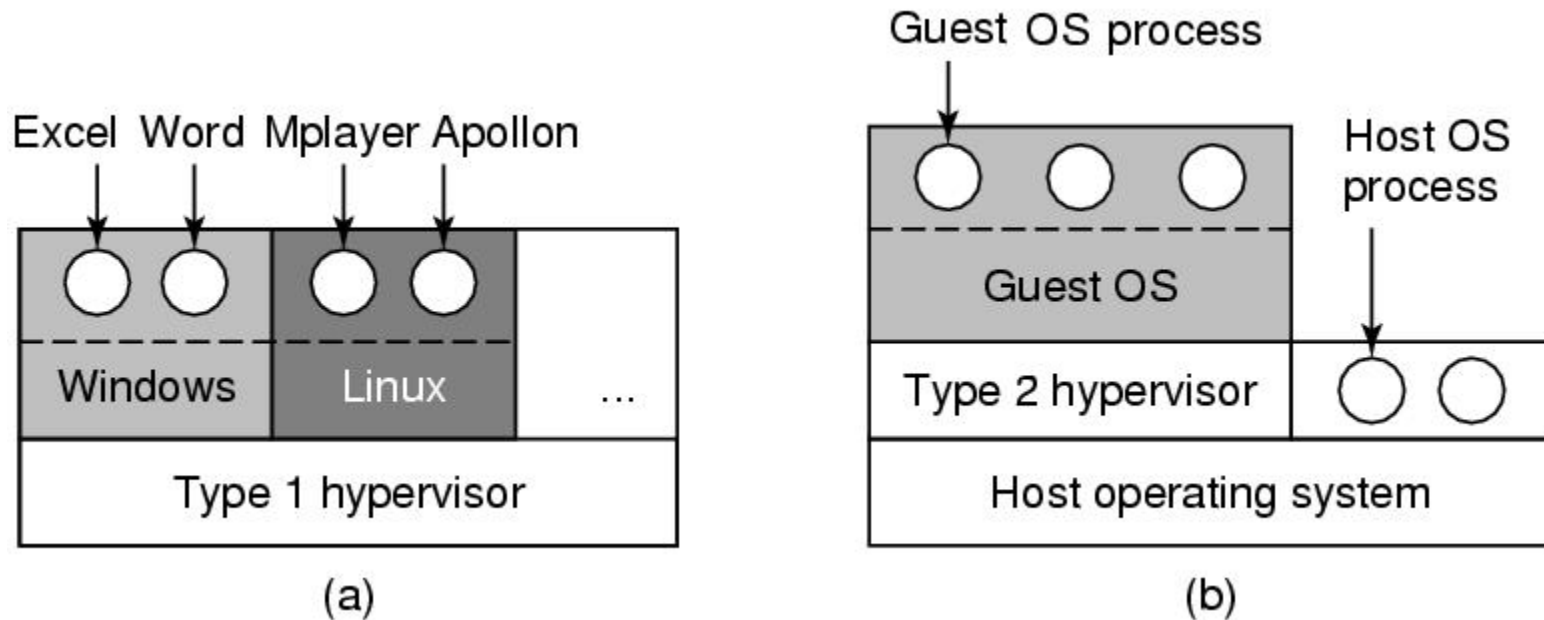 Excel Word Mplayer Apollon
Windows Linux ...
Type 1 hypervisor
(a)
Guest OS process
Host OS
process
Guest OS
Type 2 hypervisor
Host operating system
(b)